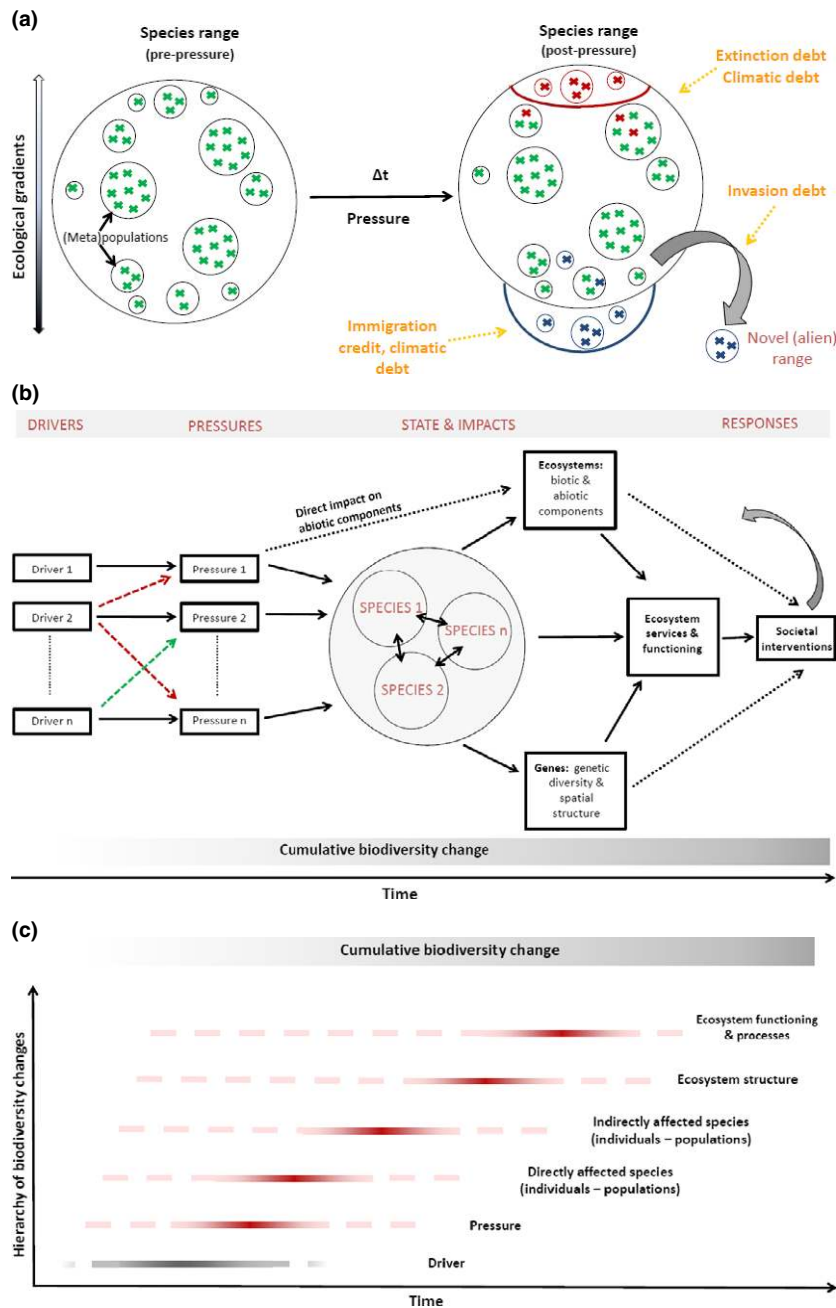 (a)
Species range
(pre-pressure)
Species range
(post-pressure)
Extinction debt
Climatic debt
Ecological gradients
(Meta)populations
Δt
Pressure
Invasion debt
Immigration
credit, climatic
debt
Novel (alien)
range
(b)
DRIVERS
PRESSURES
STATE & IMPACTS
RESPONSES
Direct impact on
abiotic components
Ecosystems:
biotic &
abiotic
components
Driver 1
Pressure 1
Driver 2
Pressure 2
Driver n
Pressure n
SPECIES 1
SPECIES n
SPECIES 2
Ecosystem
services &
functioning
Societal
interventions
Genes: genetic
diversity &
spatial
structure
Cumulative biodiversity change
Time
(c)
Cumulative biodiversity change
Hierarchy of biodiversity changes
Ecosystem functioning
& processes
Ecosystem structure
Indirectly affected species
(individuals – populations)
Directly affected species
(individuals – populations)
Pressure
Driver
Time